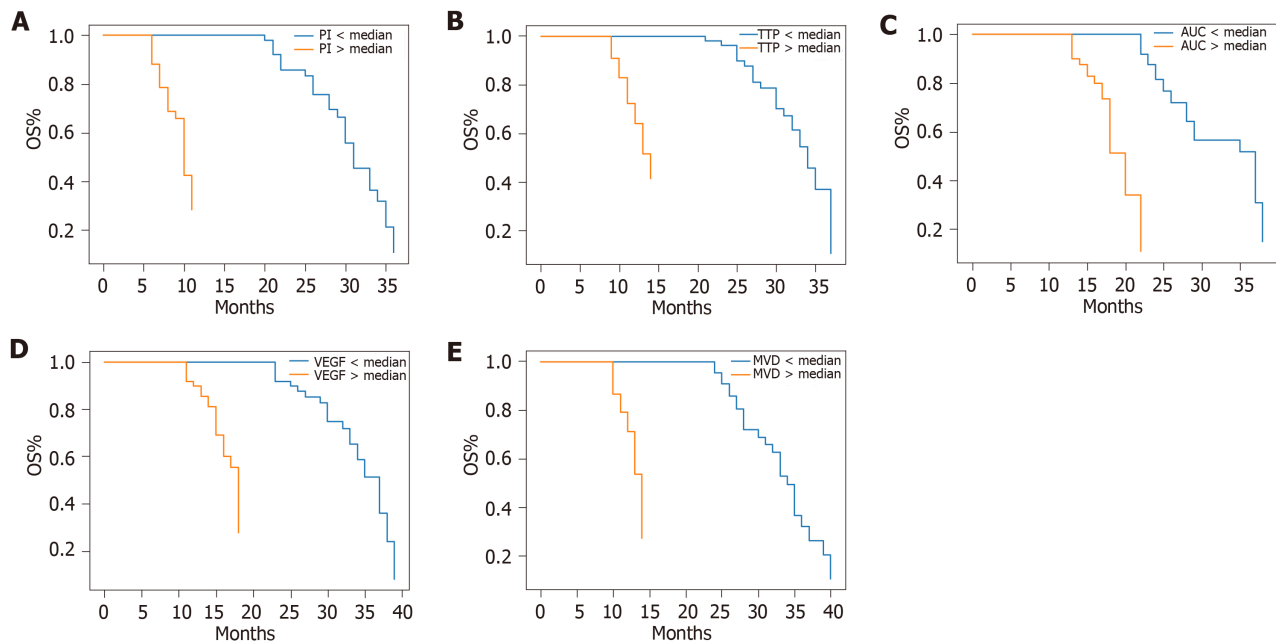 A
PI < median
PI > median
1.0
0.8
0.6
0.4
0.2
OS%
0 5 10 15 20 25 30 35
Months
B
TTP < median
TTP > median
1.0
0.8
0.6
0.4
0.2
OS%
0 5 10 15 20 25 30 35
Months
C
AUC < median
AUC > median
1.0
0.8
0.6
0.4
0.2
OS%
0 5 10 15 20 25 30 35
Months
D
VEGF < median
VEGF > median
1.0
0.8
0.6
0.4
0.2
OS%
0 5 10 15 20 25 30 35 40
Months
E
MVD < median
MVD > median
1.0
0.8
0.6
0.4
0.2
OS%
0 5 10 15 20 25 30 35 40
Months